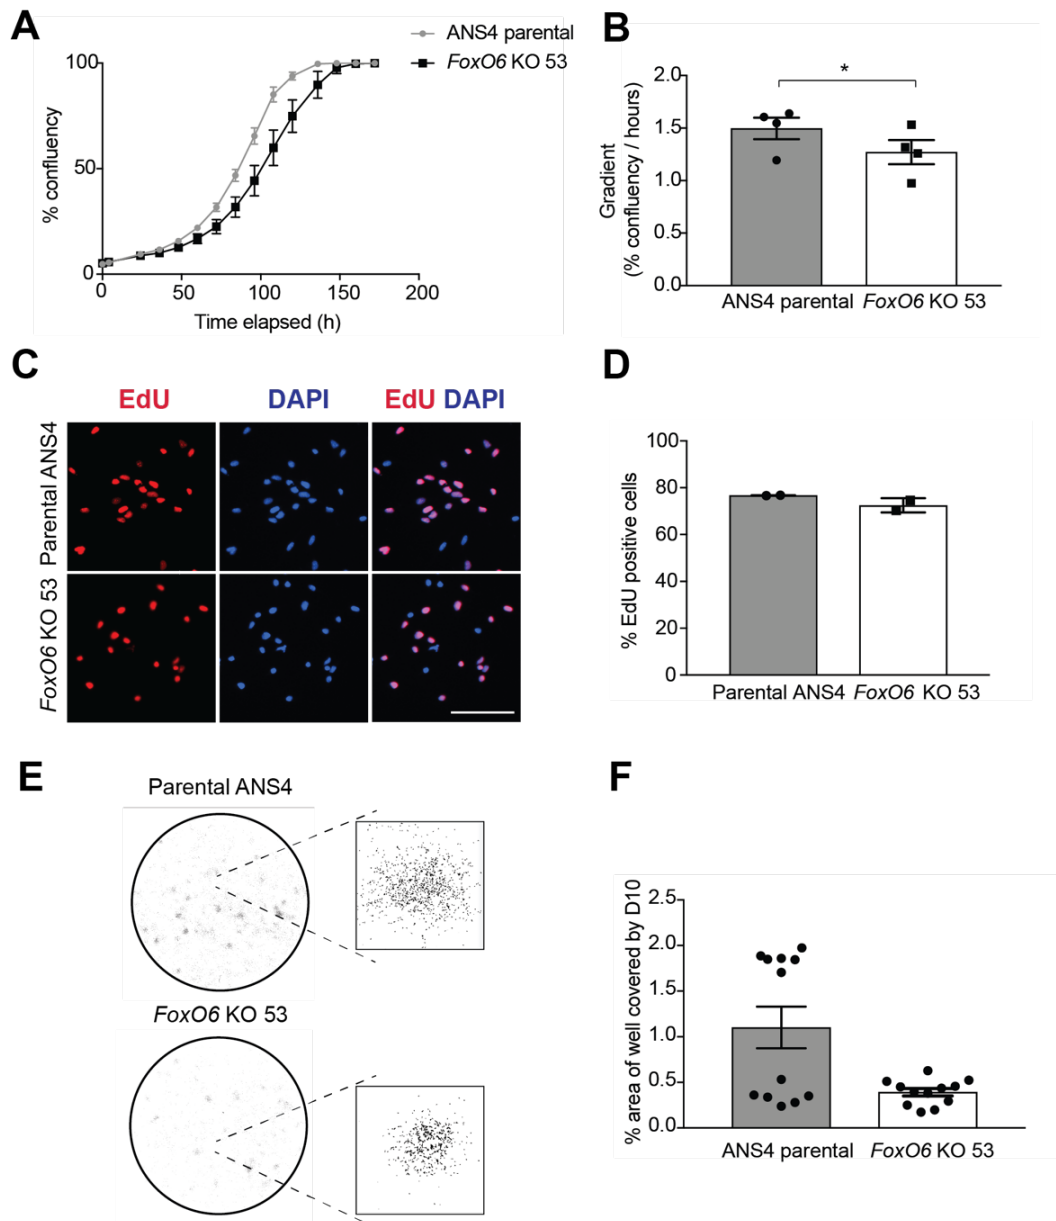 A
ANS4 parental
FoxO6 KO 53
100
50
0
% confluency
0
50
100
150
200
Time elapsed (h)
B
*
2.0
1.5
1.0
0.5
0.0
Gradient
(% confluency / hours)
ANS4 parental
FoxO6 KO 53
C
EdU
DAPI
EdU DAPI
Parental ANS4
FoxO6 KO 53
D
100
80
60
40
20
0
% EdU positive cells
Parental ANS4
FoxO6 KO 53
E
Parental ANS4
FoxO6 KO 53
F
2.5
2.0
1.5
1.0
0.5
0.0
% area of well covered by D10
ANS4 parental
FoxO6 KO 53